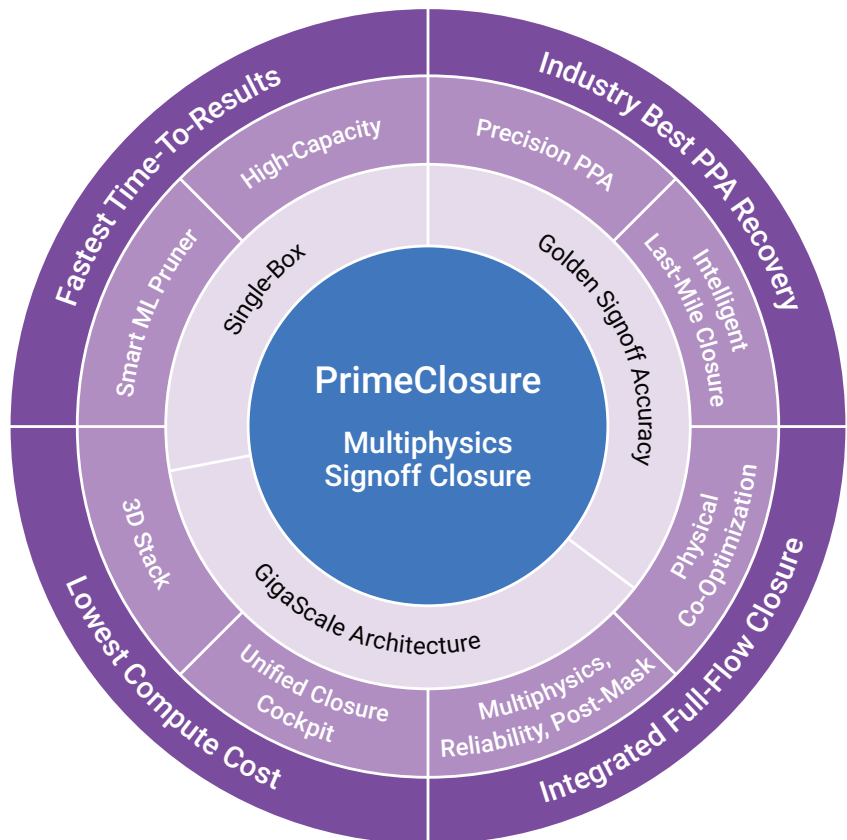 Fastest Time-To-Results
Industry Best PPA Recovery
High-Capacity
Precision PPA
Smart ML Pruner
Intelligent
Last-Mile Closure
Single-Box
Golden Signoff Accuracy
PrimeClosure
Multiphysics
Signoff Closure
3D Stack
Physical
Co-Optimization
GigaScale Architecture
Unified Closure
Cockpit
Multiphysics,
Reliability, Post-Mask
Lowest Compute Cost
Integrated Full-Flow Closure